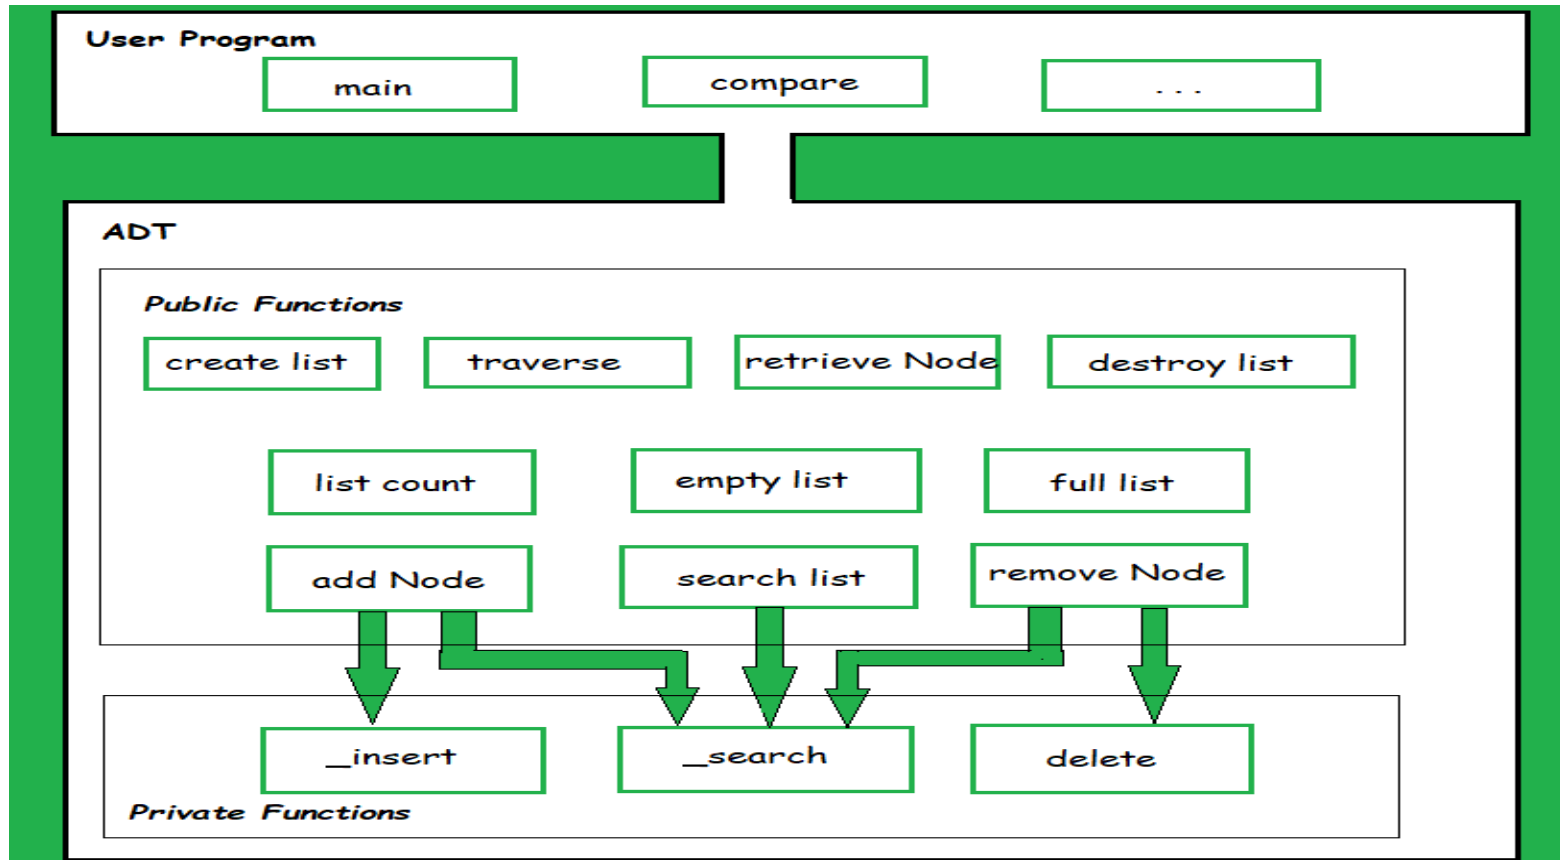 User Program
main
compare
...
ADT
Public Functions
create list
traverse
retrieve Node
destroy list
list count
empty list
full list
add Node
search list
remove Node
_insert
_search
delete
Private Functions